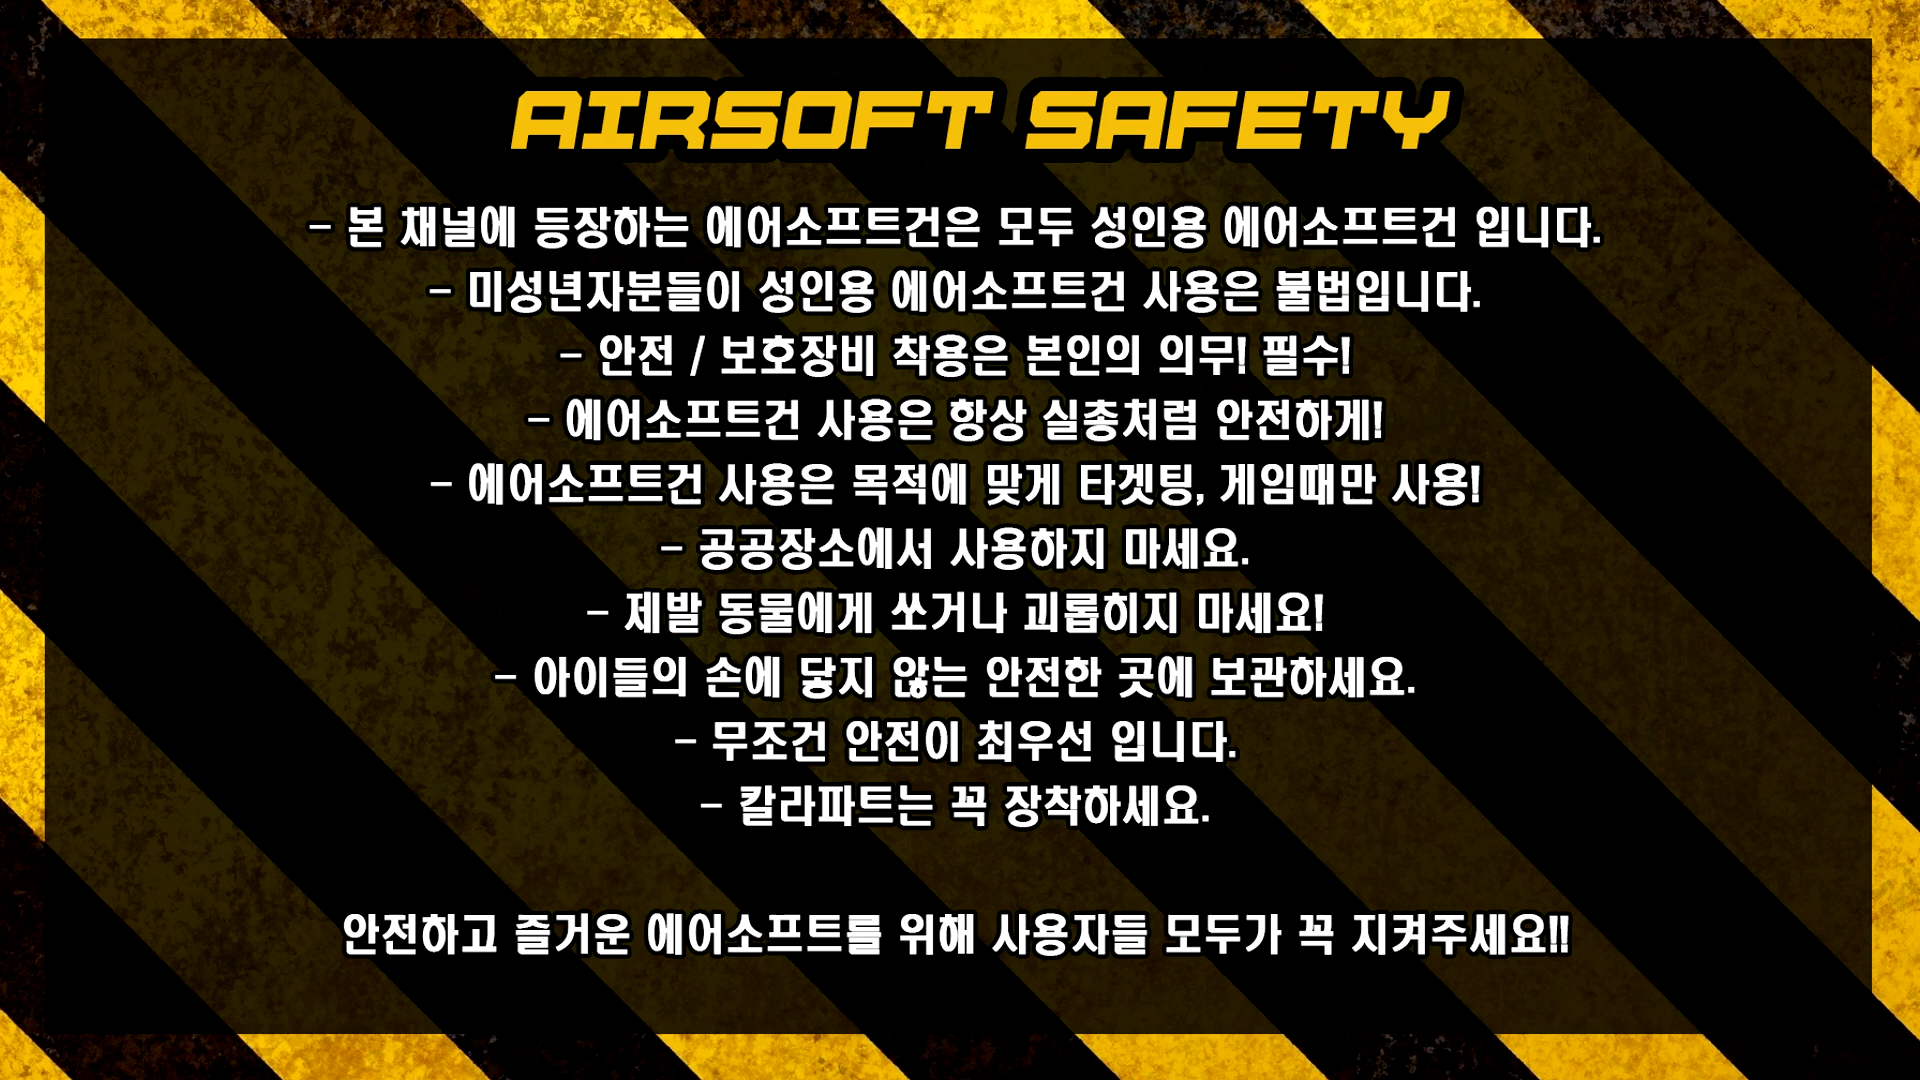 AIRSOFT SAFETY
- 본 채널에 등장하는 에어소프트건은 모두 성인용 에어소프트건 입니다.
- 미성년자분들이 성인용 에어소프트건 사용은 불법입니다.
- 안전 / 보호장비 착용은 본인의 의무! 필수!
- 에어소프트건 사용은 항상 실총처럼 안전하게!
- 에어소프트건 사용은 목적에 맞게 타겟팅, 게임때만 사용!
- 공공장소에서 사용하지 마세요.
- 제발 동물에게 쏘거나 괴롭히지 마세요!
- 아이들의 손에 닿지 않는 안전한 곳에 보관하세요.
- 무조건 안전이 최우선 입니다.
- 칼라파트는 꼭 장착하세요.
안전하고 즐거운 에어소프트를 위해 사용자들 모두가 꼭 지켜주세요!!